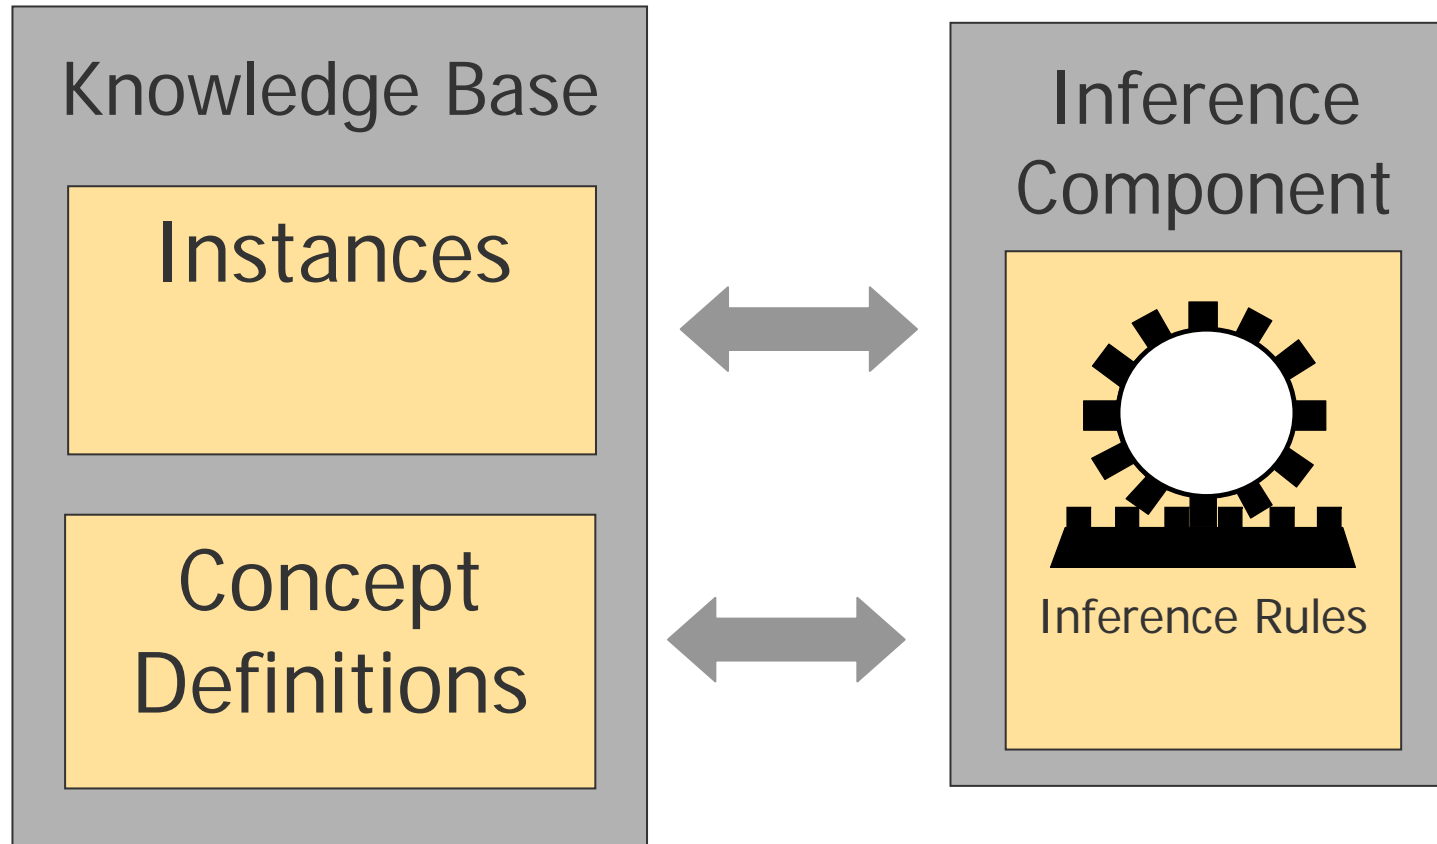 Knowledge Base
Instances
Concept
Definitions
Inference
Component
Inference Rules